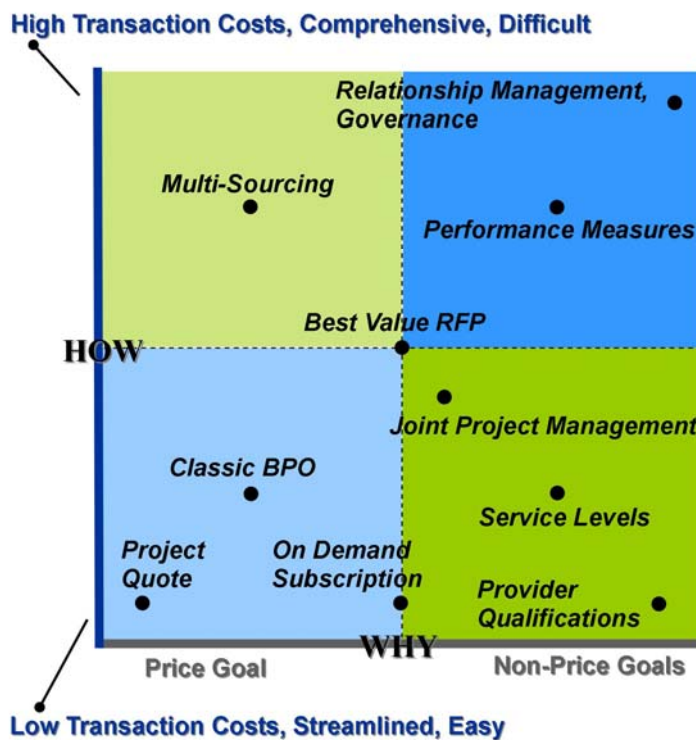 High Transaction Costs, Comprehensive, Difficult
Relationship Management,
Governance
Multi-Sourcing
Performance Measures
Best Value RFP
HOW
Joint Project Management
Classic BPO
Service Levels
Project
Quote
On Demand
Subscription
Provider
Qualifications
WHY
Price Goal
Non-Price Goals
Low Transaction Costs, Streamlined, Easy